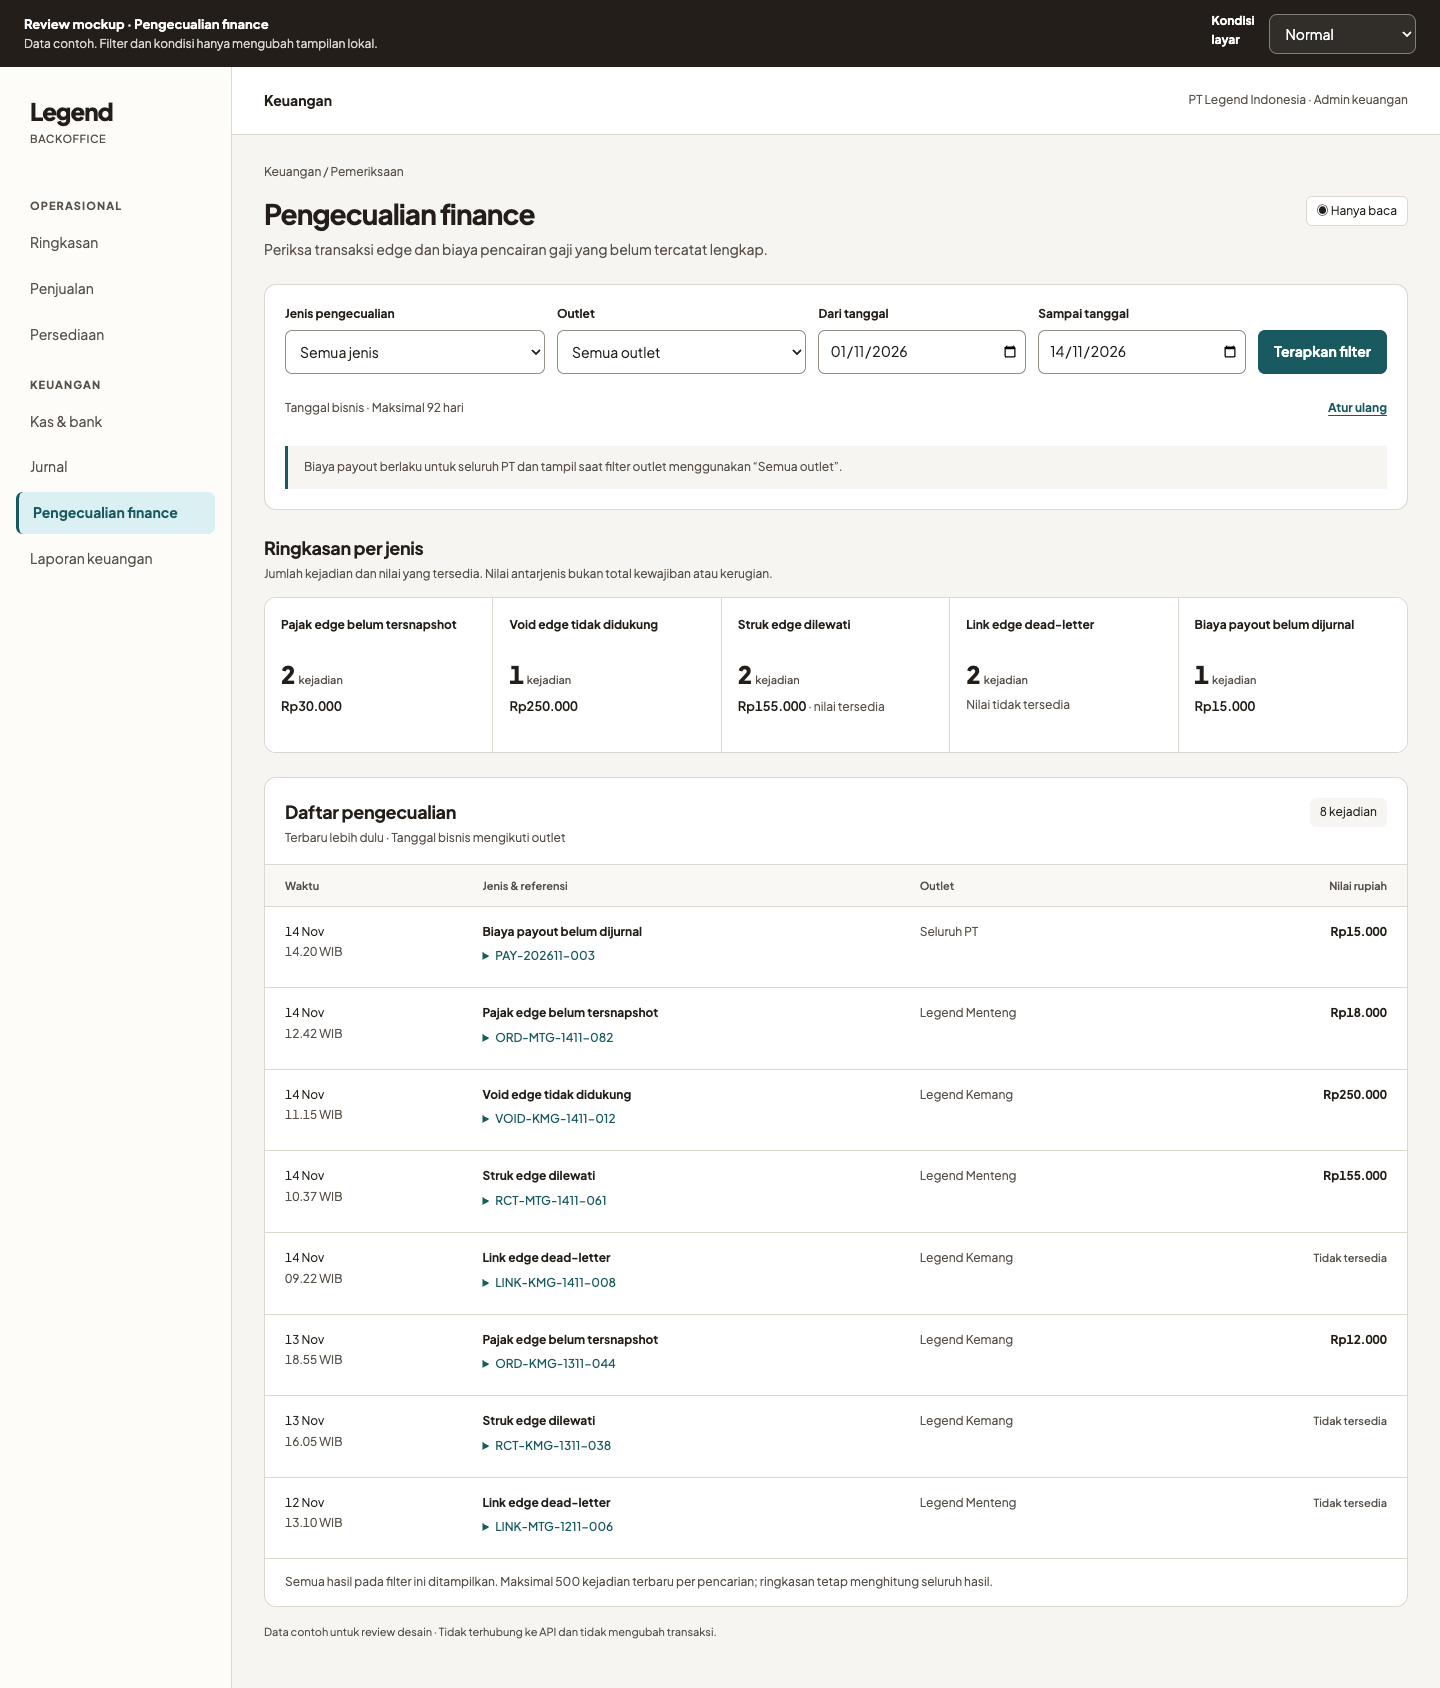 Review mockup · Pengecualian finance
Data contoh. Filter dan kondisi hanya mengubah tampilan lokal.
Kondisi layar
Normal
Legend
BACKOFFICE
OPERASIONAL
Ringkasan
Penjualan
Persediaan
KEUANGAN
Kas & bank
Jurnal
Pengecualian finance
Laporan keuangan
Keuangan
PT Legend Indonesia · Admin keuangan
Keuangan / Pemeriksaan
Pengecualian finance
◉ Hanya baca
Periksa transaksi edge dan biaya pencairan gaji yang belum tercatat lengkap.
Jenis pengecualian
Semua jenis
Outlet
Semua outlet
Dari tanggal
01/11/2026
Sampai tanggal
14/11/2026
Terapkan filter
Tanggal bisnis · Maksimal 92 hari
Atur ulang
Biaya payout berlaku untuk seluruh PT dan tampil saat filter outlet menggunakan “Semua outlet”.
Ringkasan per jenis
Jumlah kejadian dan nilai yang tersedia. Nilai antarjenis bukan total kewajiban atau kerugian.
Pajak edge belum tersnapshot
2 kejadian
Rp30.000
Void edge tidak didukung
1 kejadian
Rp250.000
Struk edge dilewati
2 kejadian
Rp155.000 · nilai tersedia
Link edge dead-letter
2 kejadian
Nilai tidak tersedia
Biaya payout belum dijurnal
1 kejadian
Rp15.000
Daftar pengecualian
8 kejadian
Terbaru lebih dulu · Tanggal bisnis mengikuti outlet
Waktu Jenis & referensi Outlet Nilai rupiah
14 Nov Biaya payout belum dijurnal Seluruh PT Rp15.000
14.20 WIB ▶ PAY-202611-003
14 Nov Pajak edge belum tersnapshot Legend Menteng Rp18.000
12.42 WIB ▶ ORD-MTG-1411-082
14 Nov Void edge tidak didukung Legend Kemang Rp250.000
11.15 WIB ▶ VOID-KMG-1411-012
14 Nov Struk edge dilewati Legend Menteng Rp155.000
10.37 WIB ▶ RCT-MTG-1411-061
14 Nov Link edge dead-letter Legend Kemang Tidak tersedia
09.22 WIB ▶ LINK-KMG-1411-008
13 Nov Pajak edge belum tersnapshot Legend Kemang Rp12.000
18.55 WIB ▶ ORD-KMG-1311-044
13 Nov Struk edge dilewati Legend Kemang Tidak tersedia
16.05 WIB ▶ RCT-KMG-1311-038
12 Nov Link edge dead-letter Legend Menteng Tidak tersedia
13.10 WIB ▶ LINK-MTG-1211-006
Semua hasil pada filter ini ditampilkan. Maksimal 500 kejadian terbaru per pencarian; ringkasan tetap menghitung seluruh hasil.
Data contoh untuk review desain · Tidak terhubung ke API dan tidak mengubah transaksi.